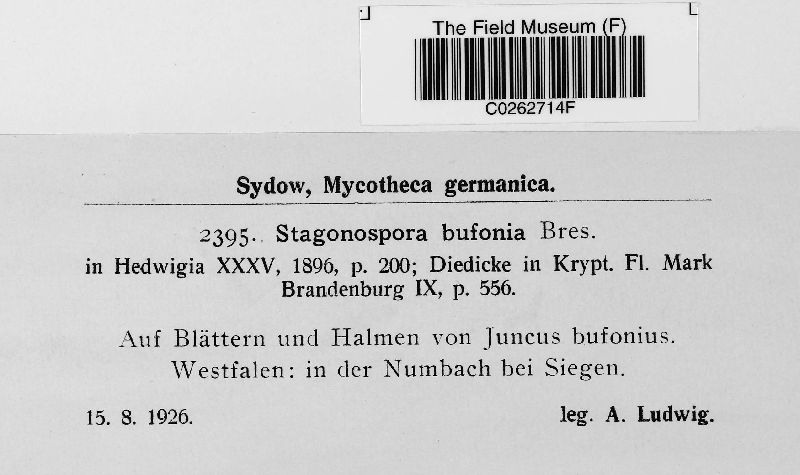 The Field Museum (F)
C0262714F
Sydow, Mycotheca germanica.
2395. Stagonospora bufonia Bres.
in Hedwigia XXXV, 1896, p. 200; Diedicke in Krypt. Fl. Mark
Brandenburg IX, p. 556.
Auf Blättern und Halmen von Juncus bufonius.
Westfalen: in der Numbach bei Siegen.
15. 8. 1926. leg. A. Ludwig.